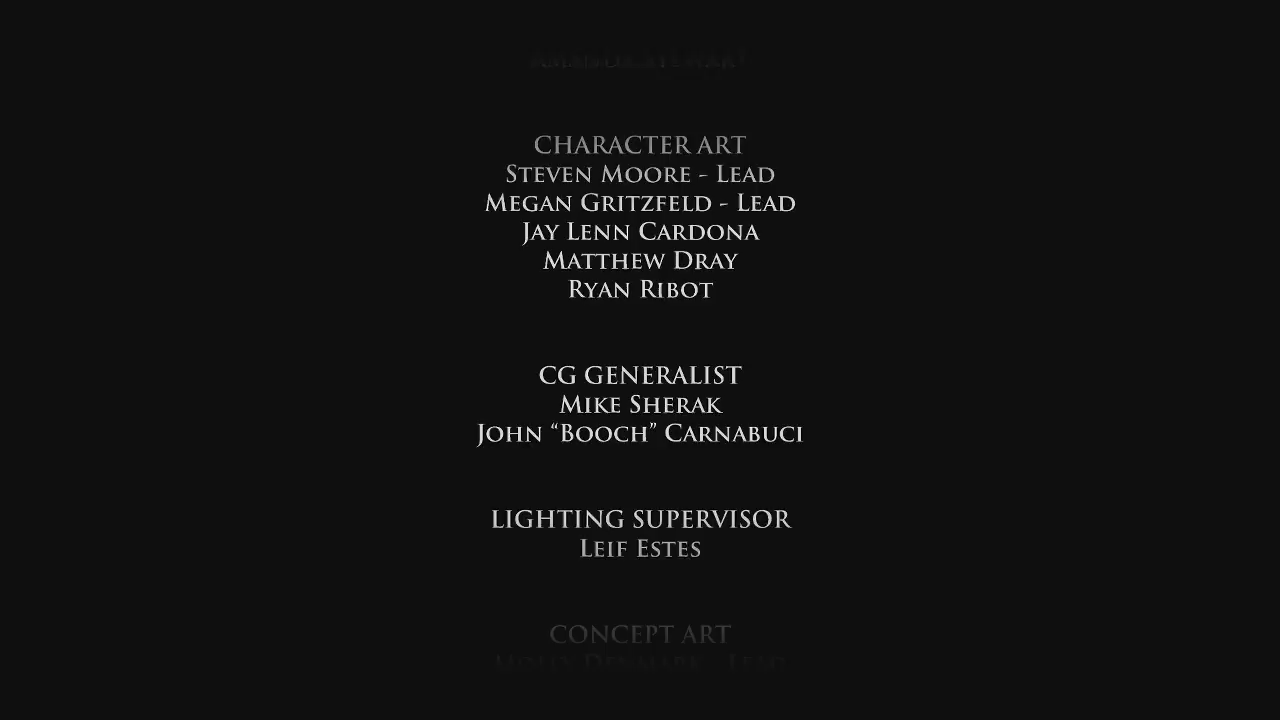 CHARACTER ART
STEVEN MOORE - LEAD
MEGAN GRITZFELD - LEAD
JAY LENN CARDONA
MATTHEW DRAY
RYAN RIBOT
CG GENERALIST
MIKE SHERAK
JOHN “BOOCH” CARNABUCI
LIGHTING SUPERVISOR
LEIF ESTES
CONCEPT ART